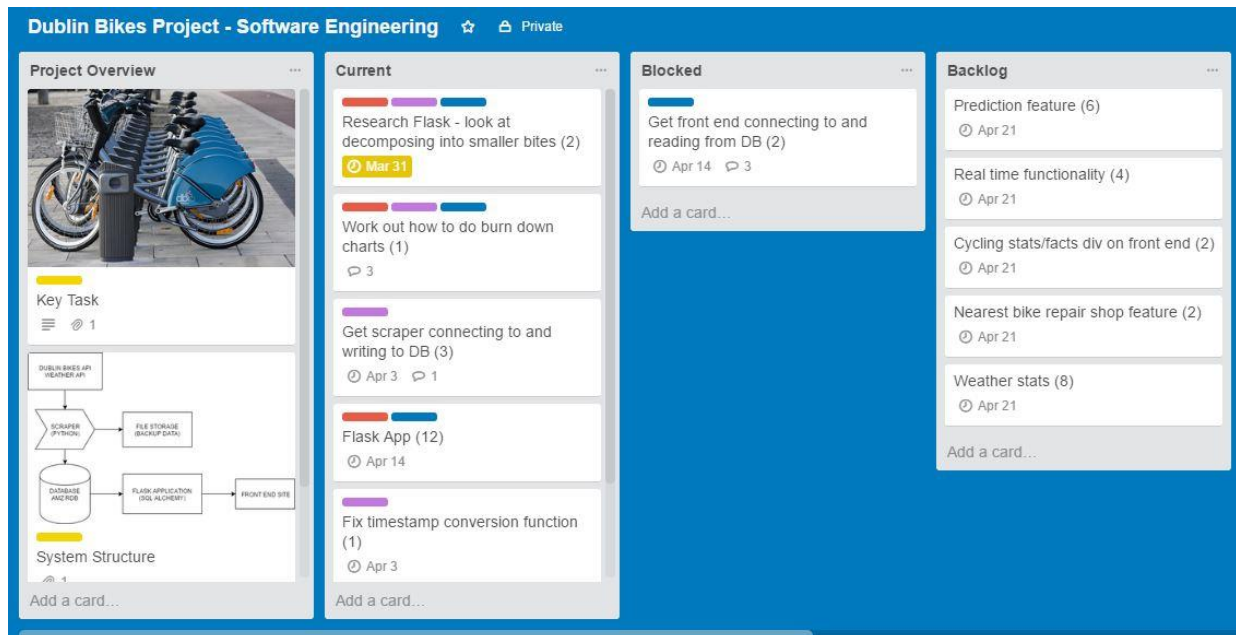 Dublin Bikes Project - Software Engineering
Private
Project Overview
Key Task
1
DUBLIN BIKES API
WEATHER API
SCRAPER
(PYTHON)
FILE STORAGE
(BACKUP DATA)
DATABASE
AMZ RDB
FLASK APPLICATION
(SQL ALCHEMY)
FRONT END SITE
System Structure
1
Add a card...
Current
Research Flask - look at
decomposing into smaller bites (2)
Mar 31
Work out how to do burn down
charts (1)
3
Get scraper connecting to and
writing to DB (3)
Apr 3 1
Flask App (12)
Apr 14
Fix timestamp conversion function
(1)
Apr 3
Add a card...
Blocked
Get front end connecting to and
reading from DB (2)
Apr 14 3
Add a card...
Backlog
Prediction feature (6)
Apr 21
Real time functionality (4)
Apr 21
Cycling stats/facts div on front end (2)
Apr 21
Nearest bike repair shop feature (2)
Apr 21
Weather stats (8)
Apr 21
Add a card...